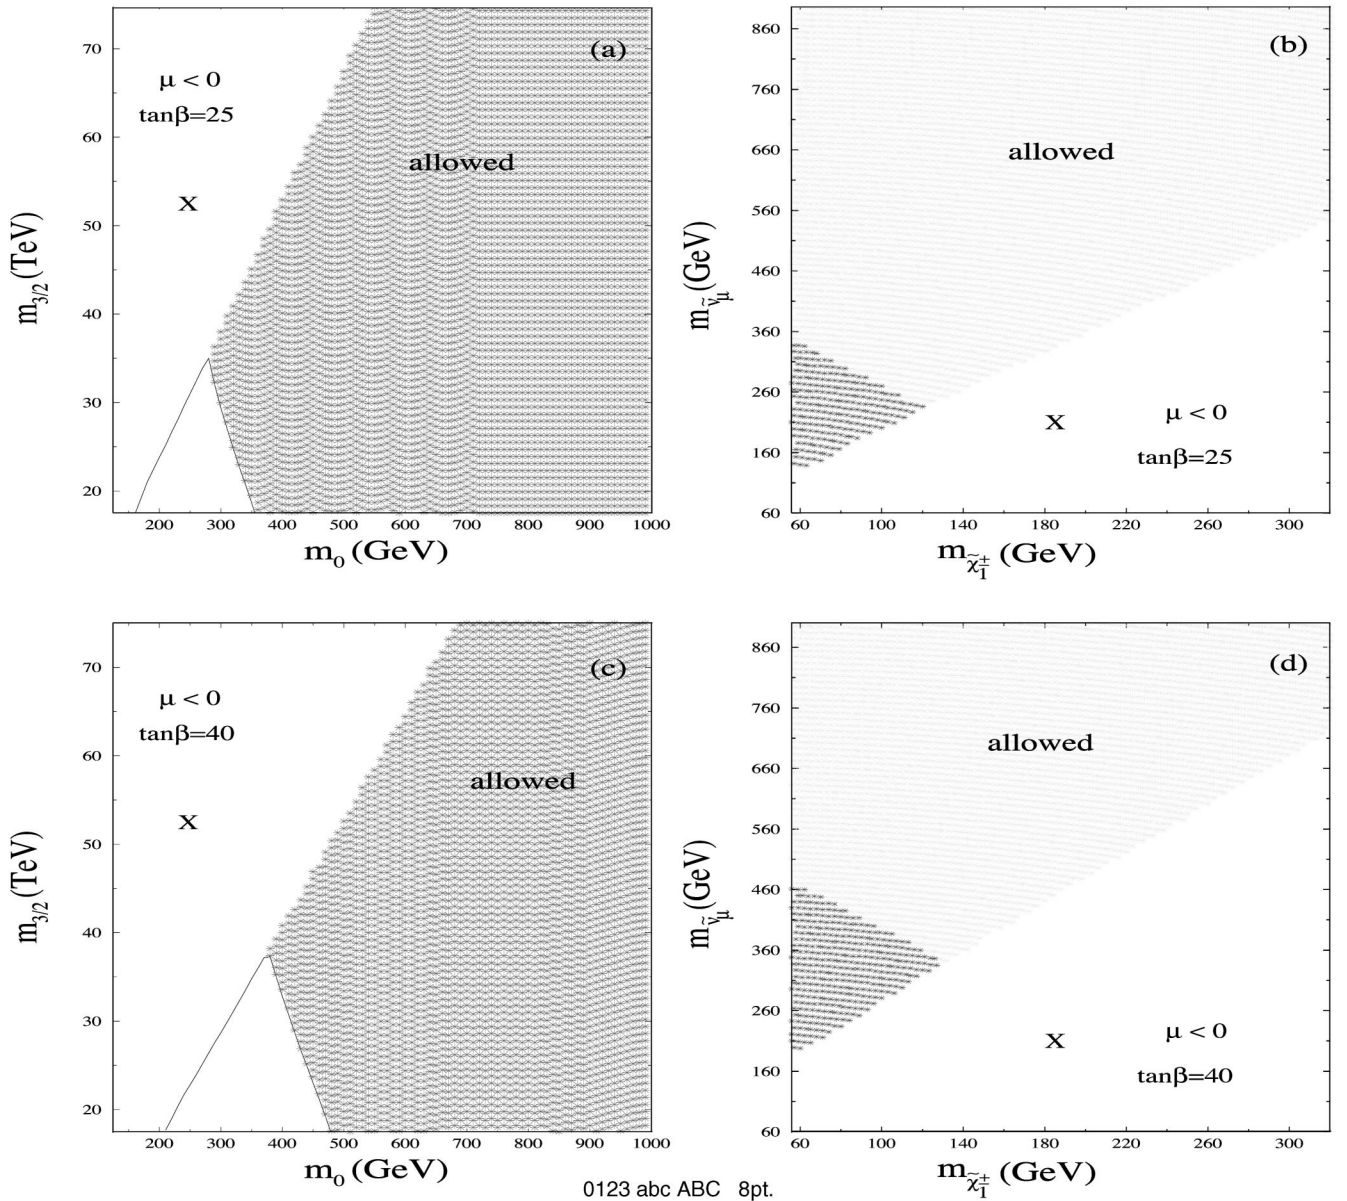 (a)
μ < 0
tanβ=25
allowed
X
70
60
50
40
30
20
m3/2 (TeV)
200 300 400 500 600 700 800 900 1000
m0 (GeV)
(b)
allowed
860
760
660
560
460
360
260
160
60
mν̃μ (GeV)
X
μ < 0
tanβ=25
60 100 140 180 220 260 300
mχ̃1± (GeV)
(c)
μ < 0
tanβ=40
allowed
X
70
60
50
40
30
20
m3/2 (TeV)
200 300 400 500 600 700 800 900 1000
m0 (GeV)
(d)
allowed
860
760
660
560
460
360
260
160
60
mν̃μ (GeV)
X
μ < 0
tanβ=40
60 100 140 180 220 260 300
mχ̃1± (GeV)
0123 abc ABC 8pt.